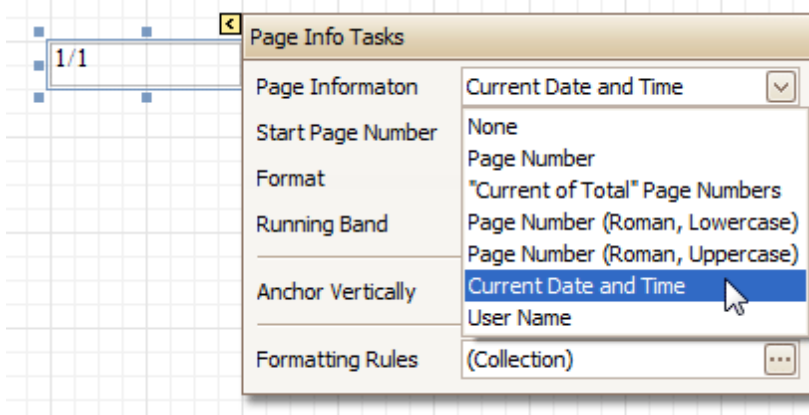 1/1
Page Info Tasks
Page Informaton Current Date and Time
Start Page Number
Format
Running Band
Anchor Vertically
Formatting Rules (Collection)
None
Page Number
"Current of Total" Page Numbers
Page Number (Roman, Lowercase)
Page Number (Roman, Uppercase)
Current Date and Time
User Name